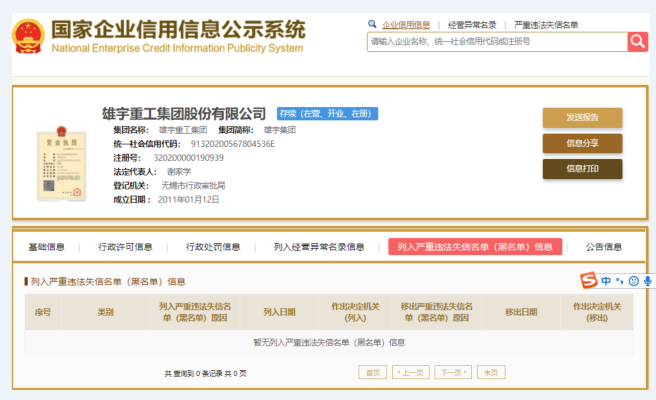 国家企业信用信息公示系统
National Enterprise Credit Information Publicity System
企业信用信息 | 经营异常名录 | 严重违法失信名单
请输入企业名称、统一社会信用代码或注册号
雄宇重工集团股份有限公司 存续（在营、开业、在册）
集团名称： 雄宇重工集团 集团简称： 雄宇集团
统一社会信用代码： 91320200567804536E
注册号： 320200000190939
法定代表人： 谢家学
登记机关： 无锡市行政审批局
成立日期： 2011年01月12日
营业执照
发送报告
信息分享
信息打印
基础信息 | 行政许可信息 | 行政处罚信息 | 列入经营异常名录信息 | 列入严重违法失信名单（黑名单）信息 | 公告信息
列入严重违法失信名单（黑名单）信息
中
序号 类别 列入严重违法失信名单（黑名单）原因 列入日期 作出决定机关(列入) 移出严重违法失信名单（黑名单）原因 移出日期 作出决定机关(移出)
暂无列入严重违法失信名单（黑名单）信息
共 查询到 0 条记录 共 0 页 首页 上一页 下一页 末页